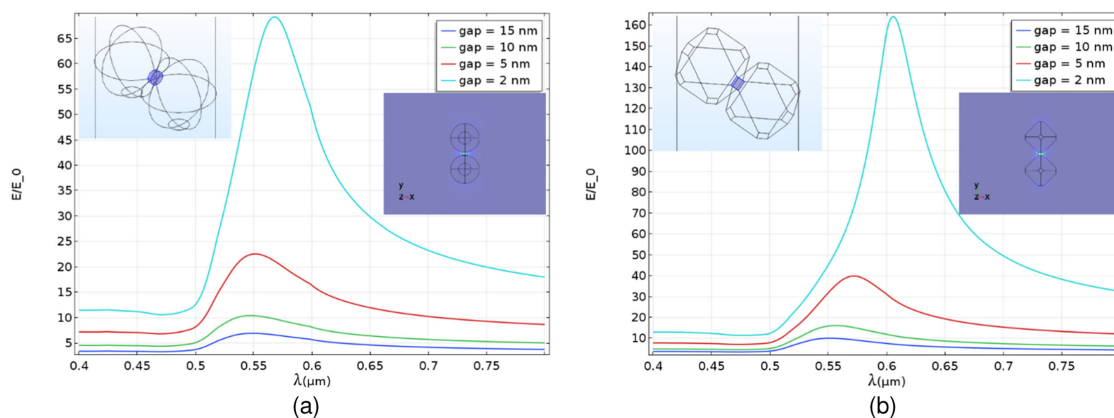 gap = 15 nm
gap = 10 nm
gap = 5 nm
gap = 2 nm
y
z x
E/E_0
65
60
55
50
45
40
35
30
25
20
15
10
5
0.4
0.45
0.5
0.55
0.6
0.65
0.7
0.75
λ(μm)
(a)
gap = 15 nm
gap = 10 nm
gap = 5 nm
gap = 2 nm
y
z x
E/E_0
160
150
140
130
120
110
100
90
80
70
60
50
40
30
20
10
0.4
0.45
0.5
0.55
0.6
0.65
0.7
0.75
λ(μm)
(b)